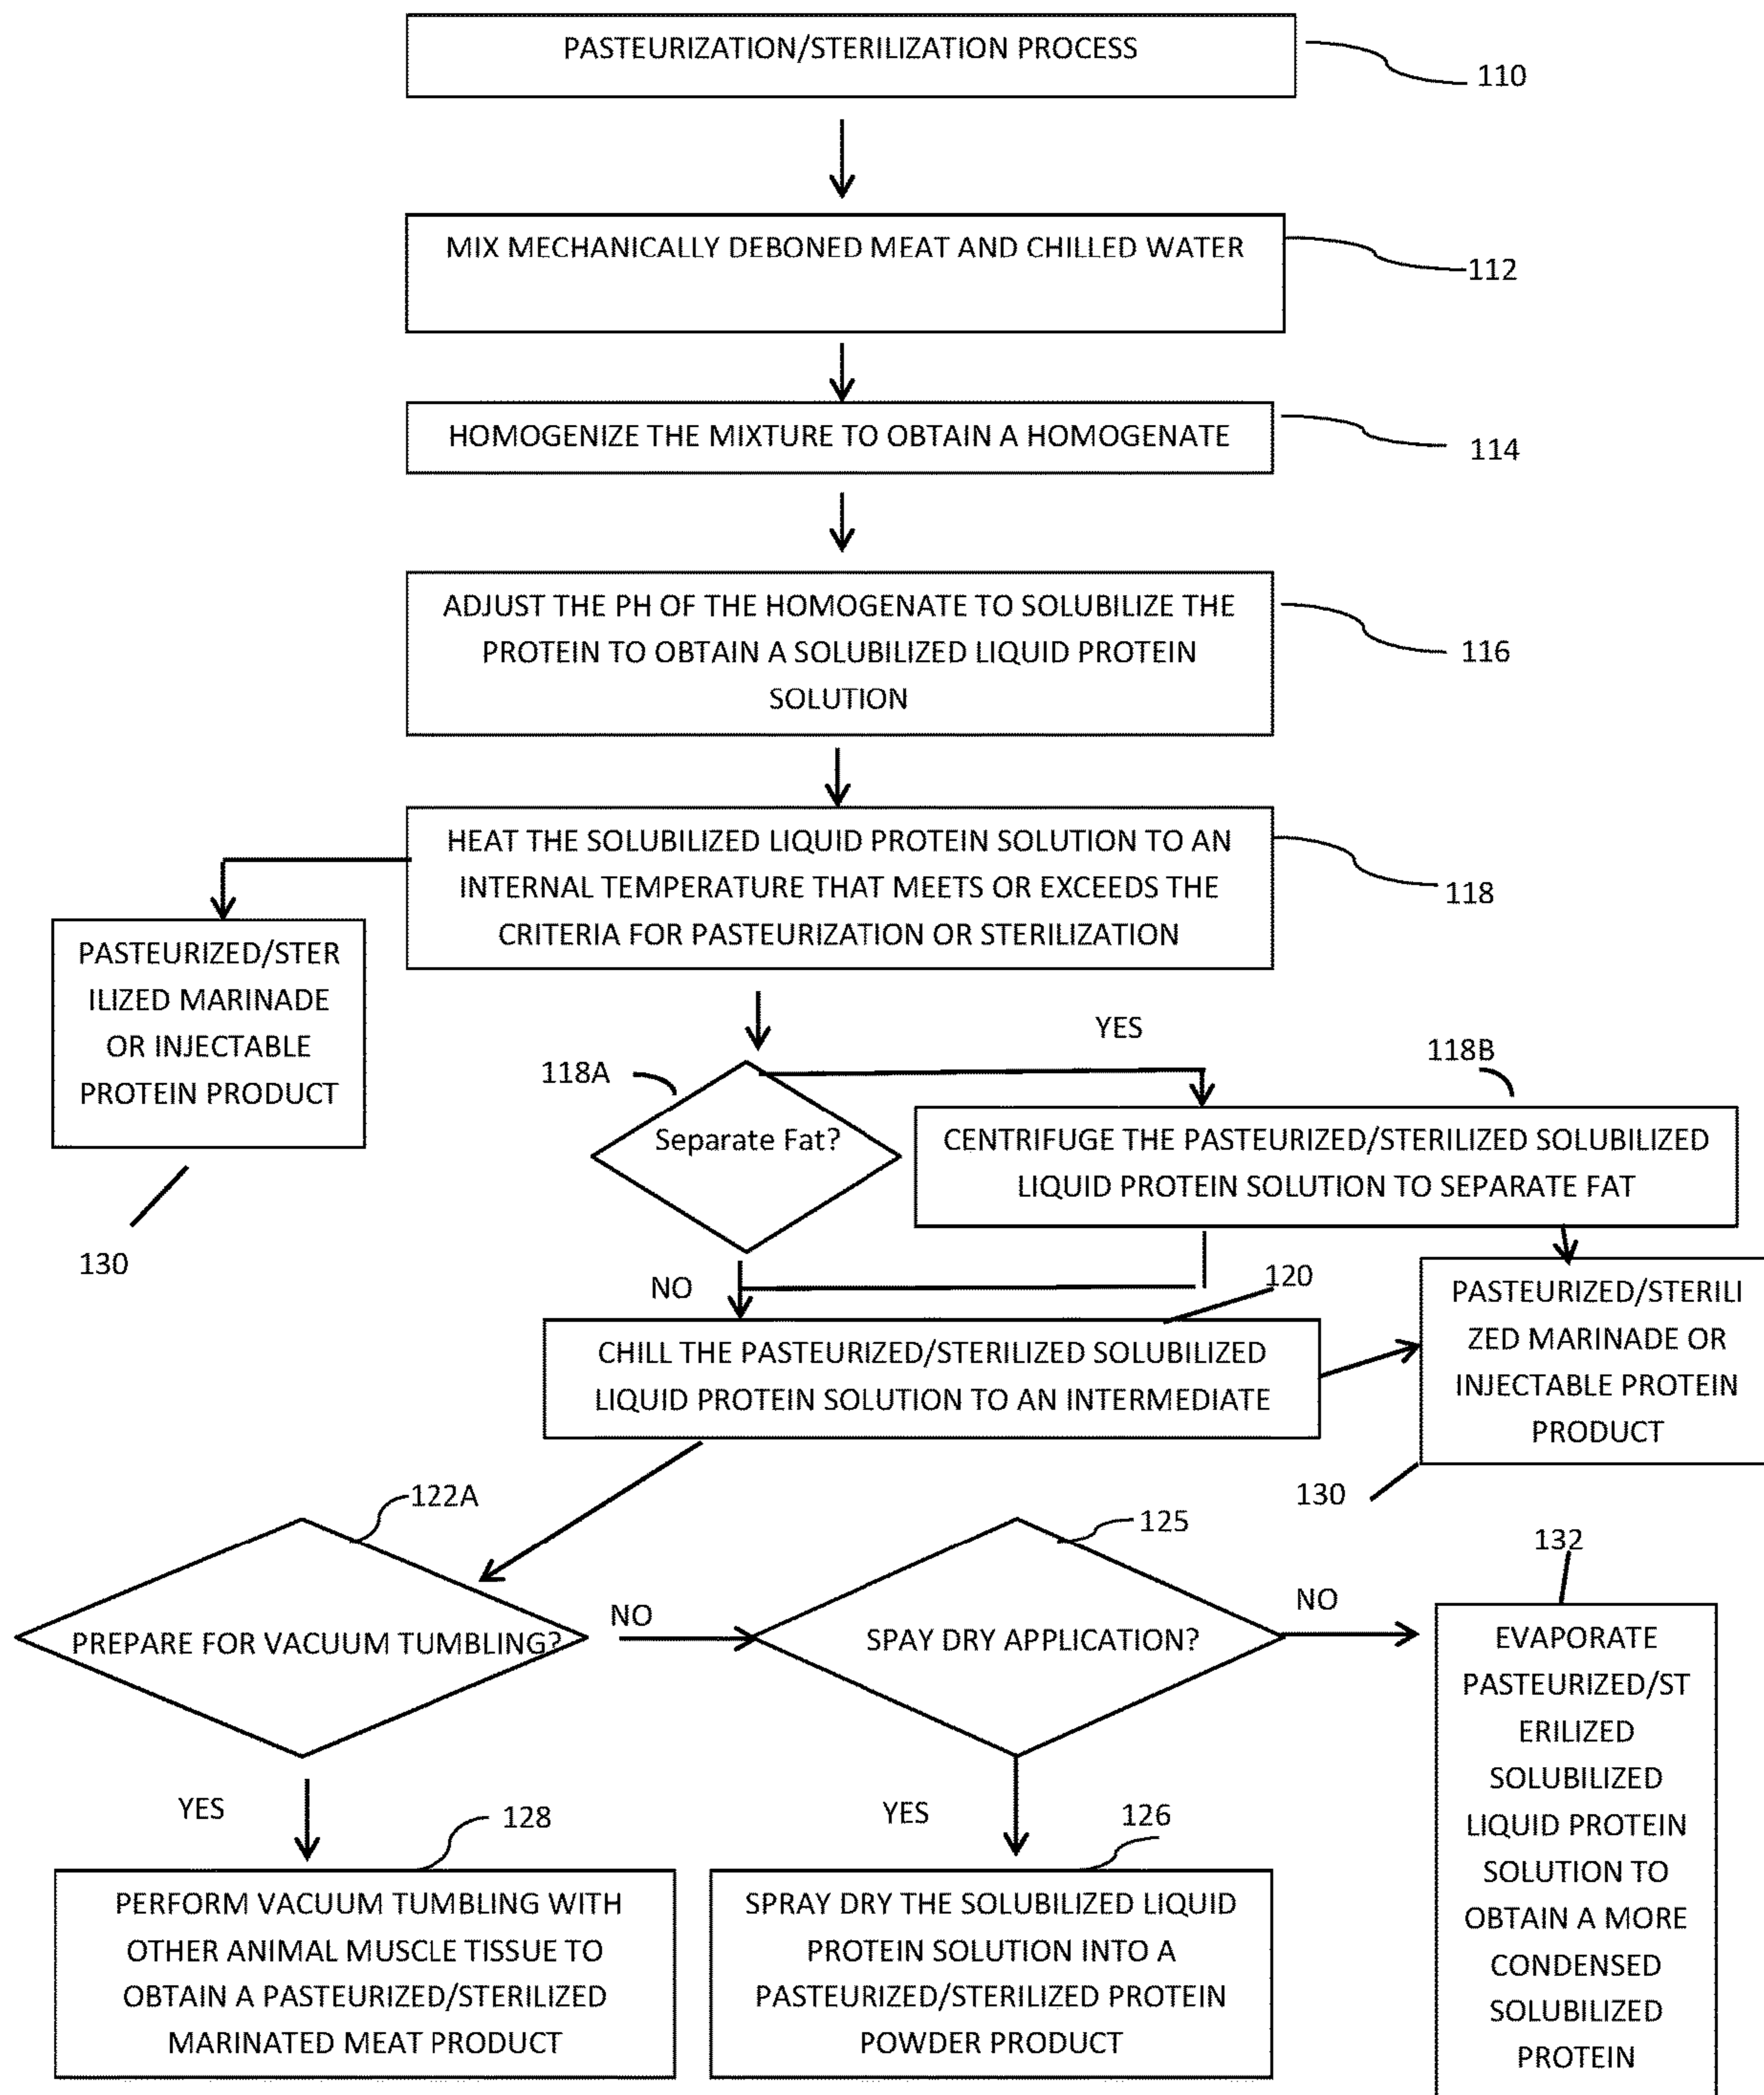 PASTEURIZATION/STERILIZATION PROCESS
110
MIX MECHANICALLY DEBONED MEAT AND CHILLED WATER
112
HOMOGENIZE THE MIXTURE TO OBTAIN A HOMOGENATE
114
ADJUST THE PH OF THE HOMOGENATE TO SOLUBILIZE THE
PROTEIN TO OBTAIN A SOLUBILIZED LIQUID PROTEIN
SOLUTION
116
HEAT THE SOLUBILIZED LIQUID PROTEIN SOLUTION TO AN
INTERNAL TEMPERATURE THAT MEETS OR EXCEEDS THE
CRITERIA FOR PASTEURIZATION OR STERILIZATION
118
PASTEURIZED/STER
ILIZED MARINADE
OR INJECTABLE
PROTEIN PRODUCT
130
YES
118A
Separate Fat?
118B
CENTRIFUGE THE PASTEURIZED/STERILIZED SOLUBILIZED
LIQUID PROTEIN SOLUTION TO SEPARATE FAT
NO
120
CHILL THE PASTEURIZED/STERILIZED SOLUBILIZED
LIQUID PROTEIN SOLUTION TO AN INTERMEDIATE
PASTEURIZED/STERILI
ZED MARINADE OR
INJECTABLE PROTEIN
PRODUCT
130
122A
PREPARE FOR VACUUM TUMBLING?
NO
125
SPAY DRY APPLICATION?
NO
132
EVAPORATE
PASTEURIZED/ST
ERILIZED
SOLUBILIZED
LIQUID PROTEIN
SOLUTION TO
OBTAIN A MORE
CONDENSED
SOLUBILIZED
PROTEIN
YES
128
PERFORM VACUUM TUMBLING WITH
OTHER ANIMAL MUSCLE TISSUE TO
OBTAIN A PASTEURIZED/STERILIZED
MARINATED MEAT PRODUCT
YES
126
SPRAY DRY THE SOLUBILIZED LIQUID
PROTEIN SOLUTION INTO A
PASTEURIZED/STERILIZED PROTEIN
POWDER PRODUCT